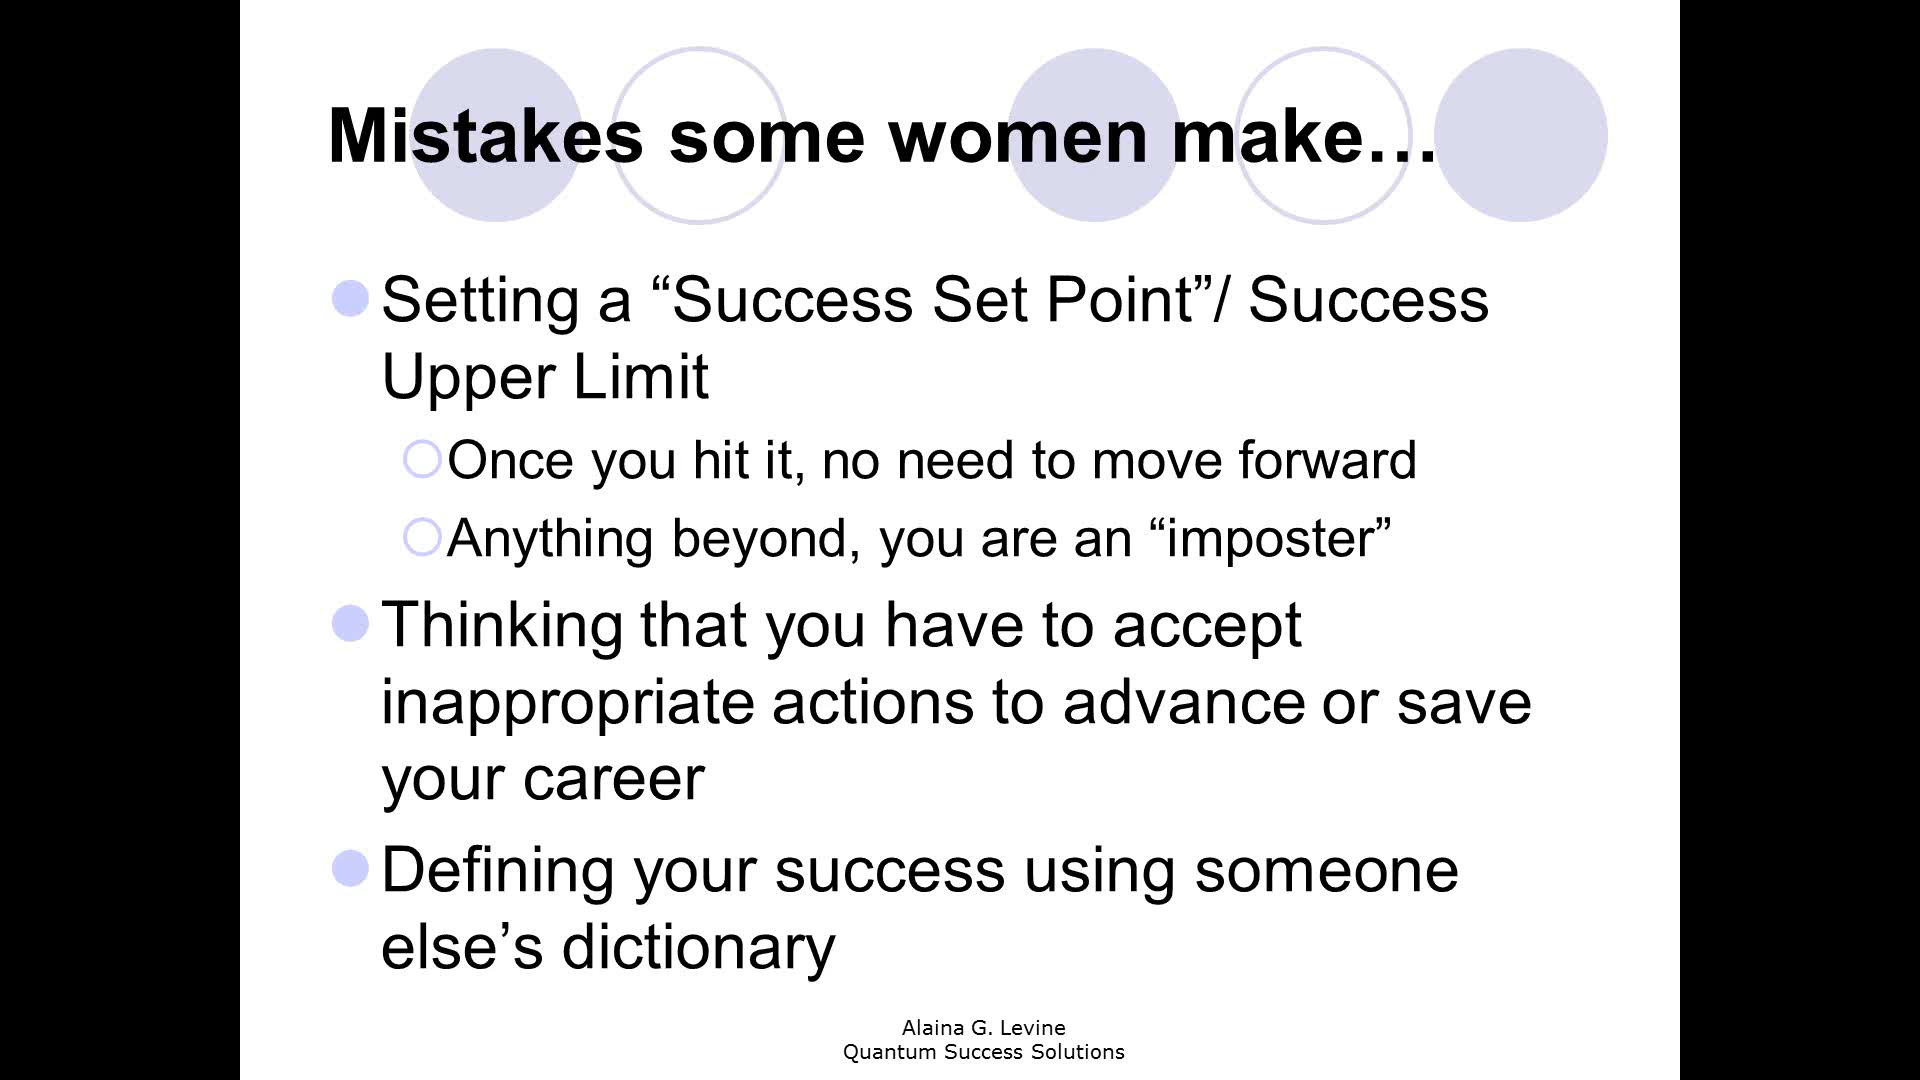 Mistakes some women make…
Setting a “Success Set Point”/ Success
Upper Limit
Once you hit it, no need to move forward
Anything beyond, you are an “imposter”
Thinking that you have to accept
inappropriate actions to advance or save
your career
Defining your success using someone
else’s dictionary
Alaina G. Levine
Quantum Success Solutions